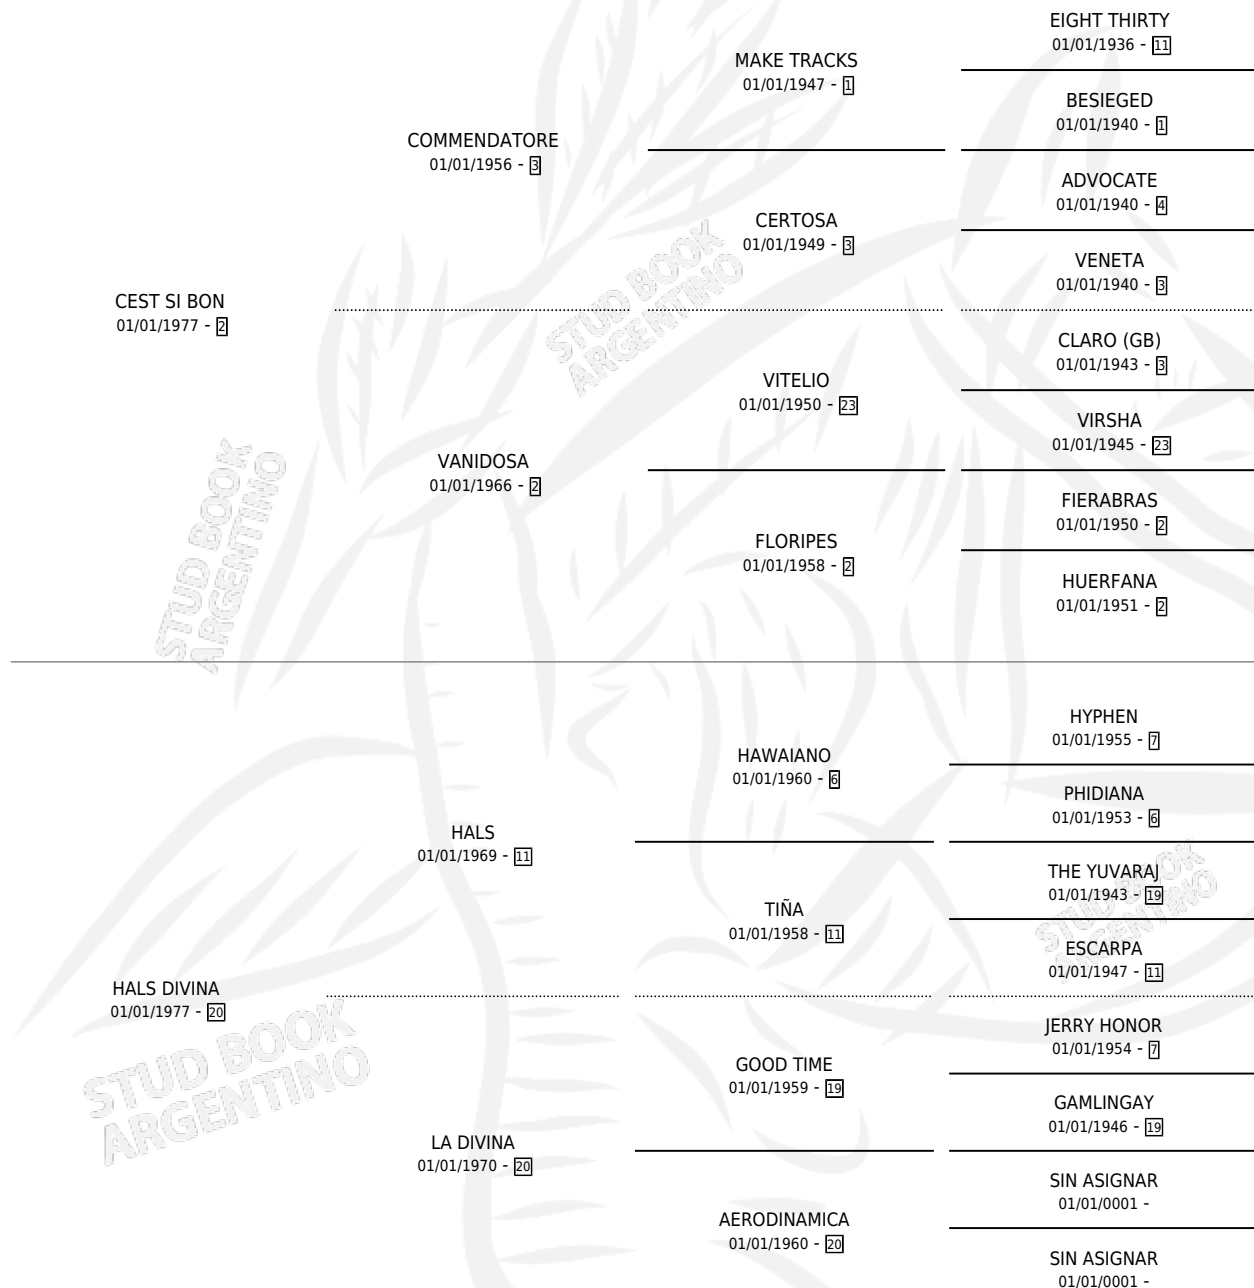 EIGHT THIRTY
01/01/1936 - 11
MAKE TRACKS
01/01/1947 - 1
BESIEGED
01/01/1940 - 1
COMMENDATORE
01/01/1956 - 3
ADVOCATE
01/01/1940 - 4
CERTOSA
01/01/1949 - 3
VENETA
01/01/1940 - 3
CEST SI BON
01/01/1977 - 2
CLARO (GB)
01/01/1943 - 3
VITELIO
01/01/1950 - 23
VIRSHA
01/01/1945 - 23
VANIDOSA
01/01/1966 - 2
FIERABRAS
01/01/1950 - 2
FLORIPES
01/01/1958 - 2
HUERFANA
01/01/1951 - 2
HYPHEN
01/01/1955 - 7
HAWAIANO
01/01/1960 - 6
PHIDIANA
01/01/1953 - 6
HALS
01/01/1969 - 11
THE YUVARAJ
01/01/1943 - 19
TIÑA
01/01/1958 - 11
ESCARPA
01/01/1947 - 11
HALS DIVINA
01/01/1977 - 20
JERRY HONOR
01/01/1954 - 7
GOOD TIME
01/01/1959 - 19
GAMLINGAY
01/01/1946 - 19
LA DIVINA
01/01/1970 - 20
SIN ASIGNAR
01/01/0001 -
AERODINAMICA
01/01/1960 - 20
SIN ASIGNAR
01/01/0001 -
STUD BOOK
ARGENTINO
STUD BOOK
ARGENTINO
STUD BOOK
ARGENTINO
STUD BOOK
ARGENTINO